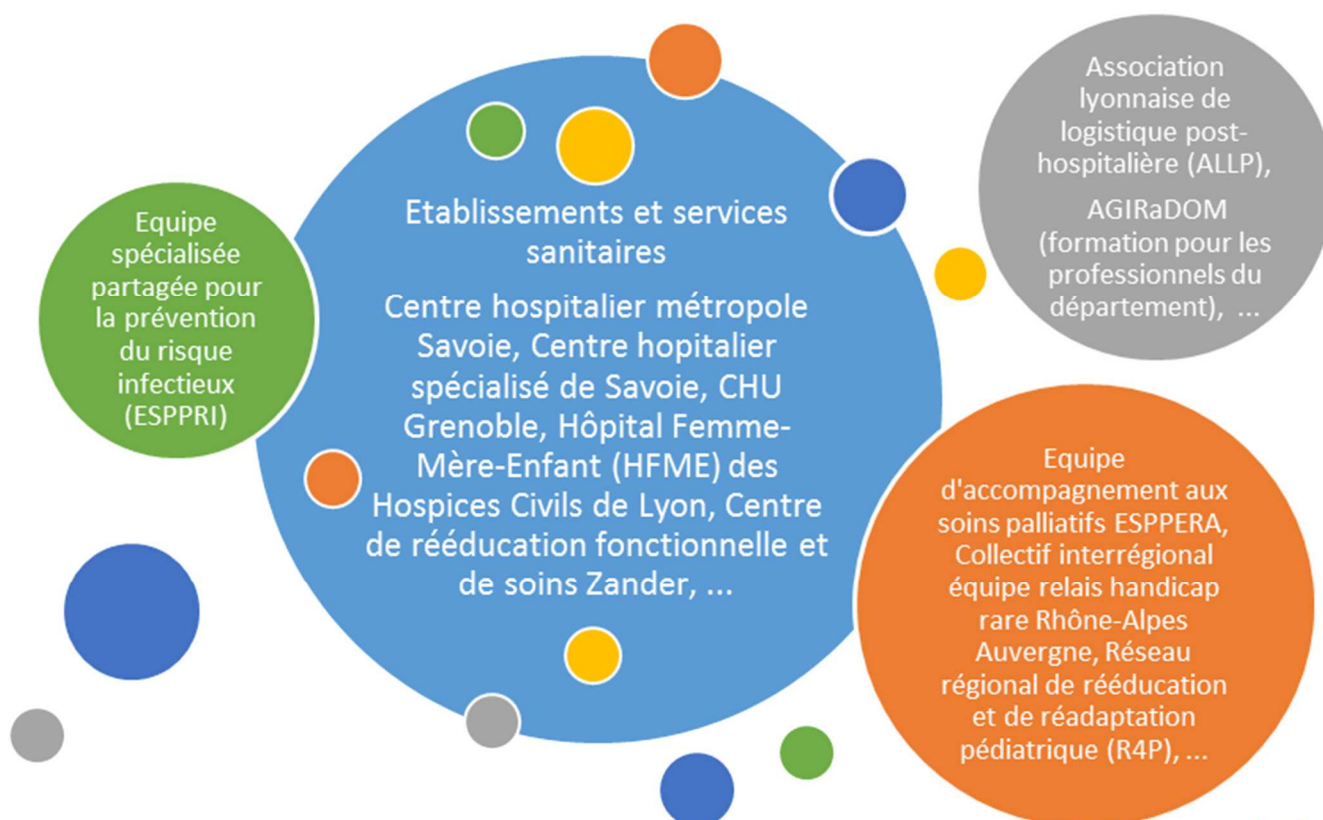 Equipe
spécialisée
partagée pour
la prévention
du risque
infectieux
(ESPPRI)
Etablissements et services
sanitaires
Centre hospitalier métropole
Savoie, Centre hopitalier
spécialisé de Savoie, CHU
Grenoble, Hôpital Femme-
Mère-Enfant (HFME) des
Hospices Civils de Lyon, Centre
de rééducation fonctionnelle et
de soins Zander, ...
Association
lyonnaise de
logistique post-
hospitalière (ALLP),
AGIRaDOM
(formation pour les
professionnels du
département), ...
Equipe
d'accompagnement aux
soins palliatifs ESPPERA,
Collectif interrégional
équipe relais handicap
rare Rhône-Alpes
Auvergne, Réseau
régional de rééducation
et de réadaptation
pédiatrique (R4P), ...